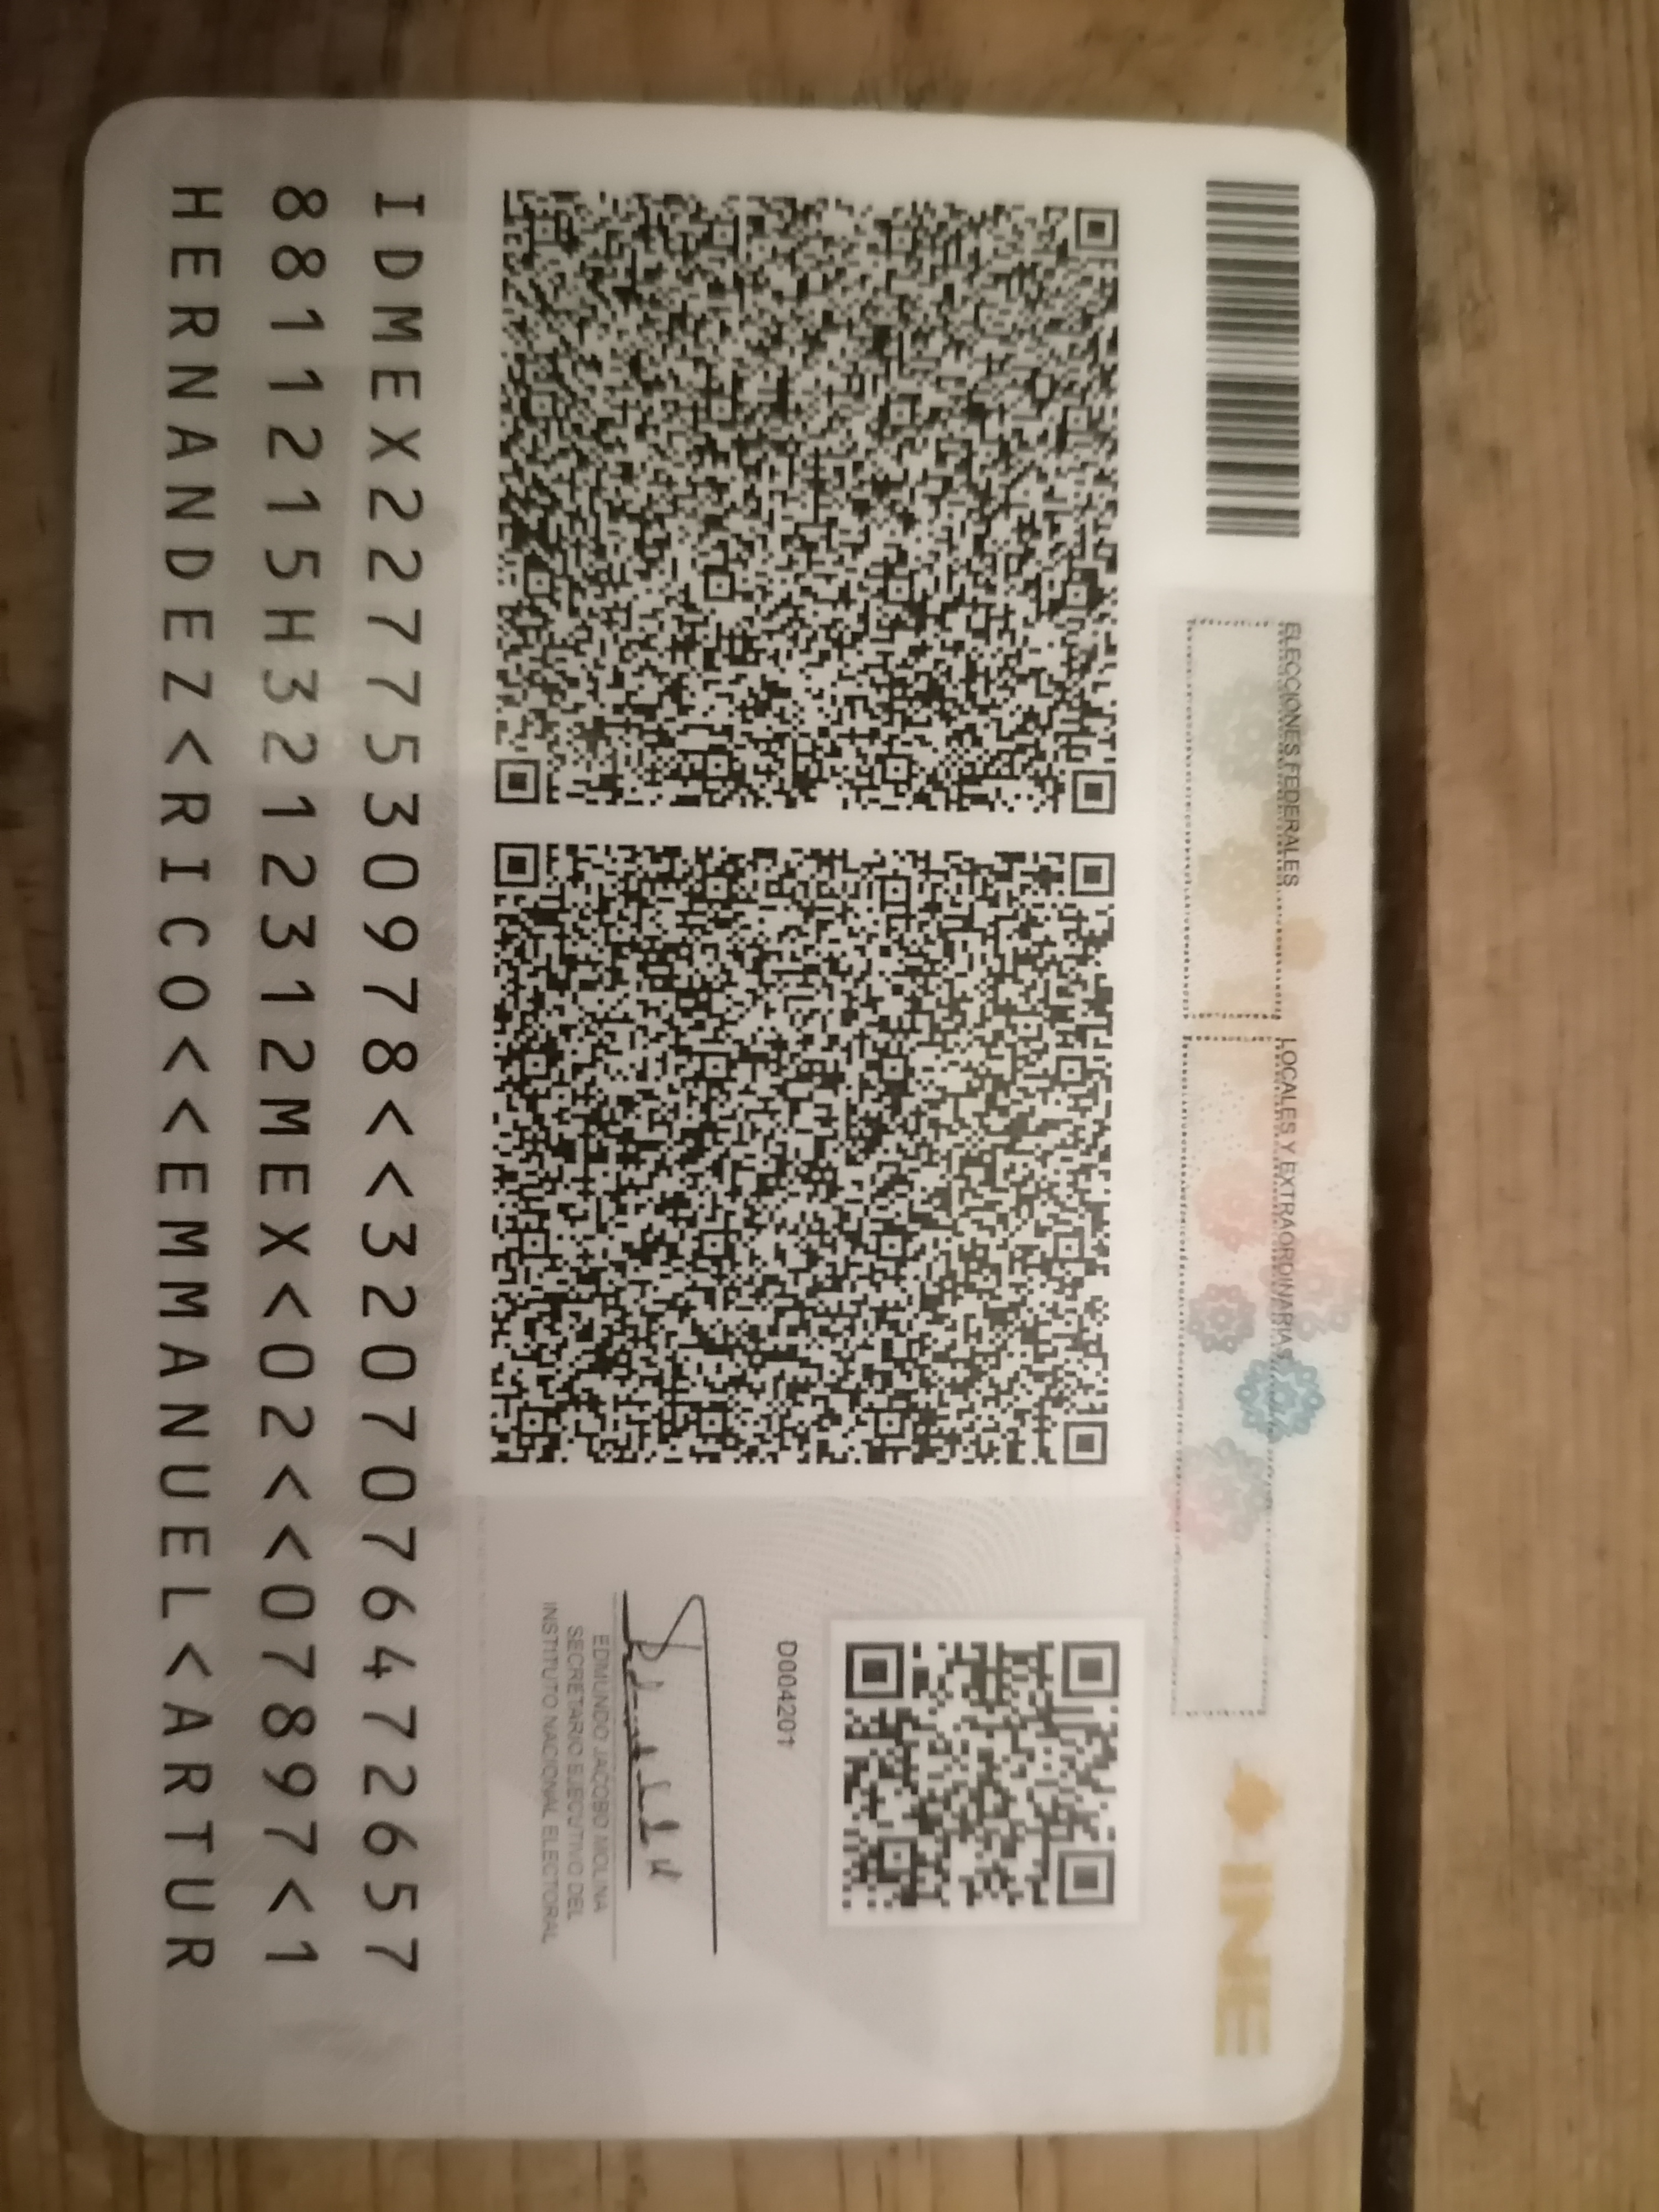 ELECCIONES FEDERALES
LOCALES Y EXTRAORDINARIAS
INE
D004201
EDMUNDO JACOBO MOLINA
SECRETARIO EJECUTIVO DEL
INSTITUTO NACIONAL ELECTORAL
IDMEX2277530978<<3207076472657
8811215H3212312MEX<02<<07897<1
HERNANDEZ<RICO<<EMMANUEL<ARTUR